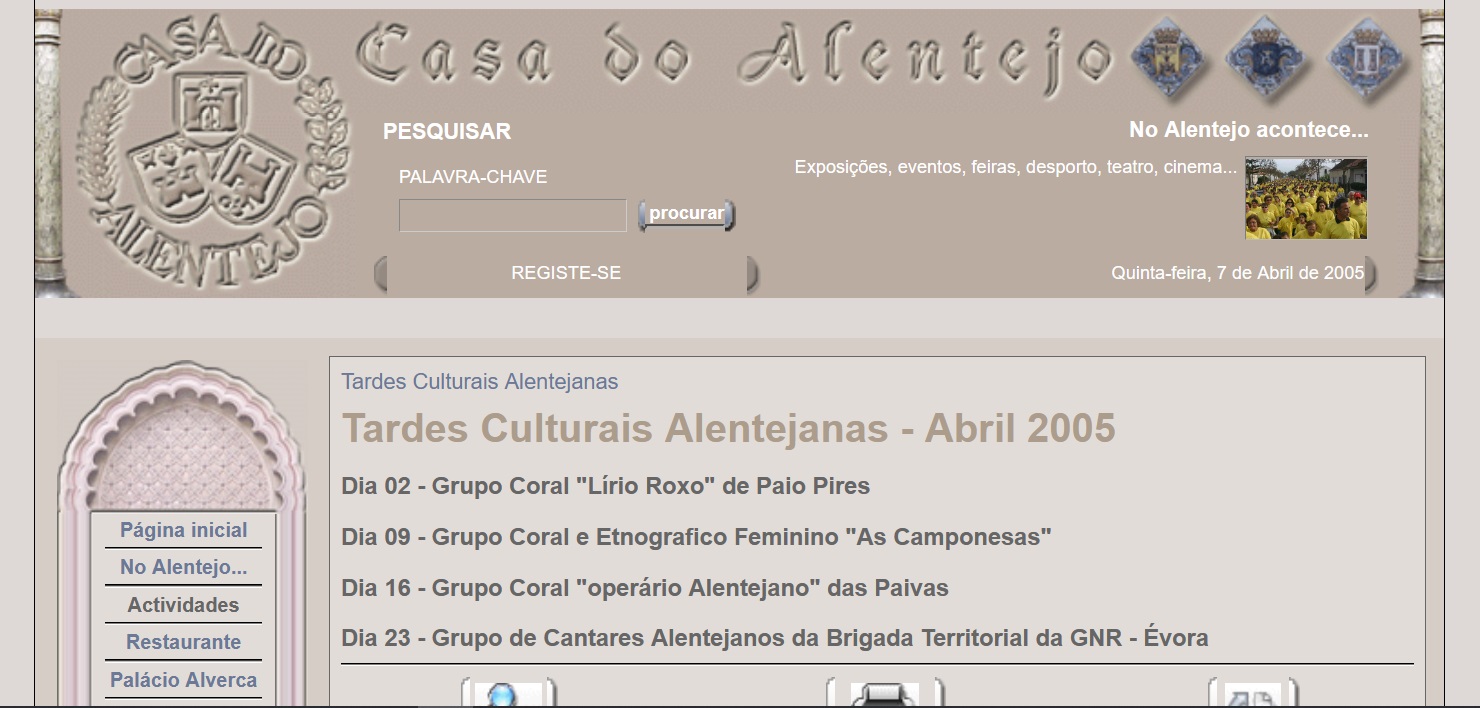 CASA DO
ALENTEJO
Casa do Alentejo
PESQUISAR
No Alentejo acontece...
PALAVRA-CHAVE
Exposições, eventos, feiras, desporto, teatro, cinema...
procurar
REGISTE-SE
Quinta-feira, 7 de Abril de 2005
Tardes Culturais Alentejanas
Tardes Culturais Alentejanas - Abril 2005
Dia 02 - Grupo Coral "Lírio Roxo" de Paio Pires
Dia 09 - Grupo Coral e Etnografico Feminino "As Camponesas"
Dia 16 - Grupo Coral "operário Alentejano" das Paivas
Dia 23 - Grupo de Cantares Alentejanos da Brigada Territorial da GNR - Évora
Página inicial
No Alentejo...
Actividades
Restaurante
Palácio Alverca